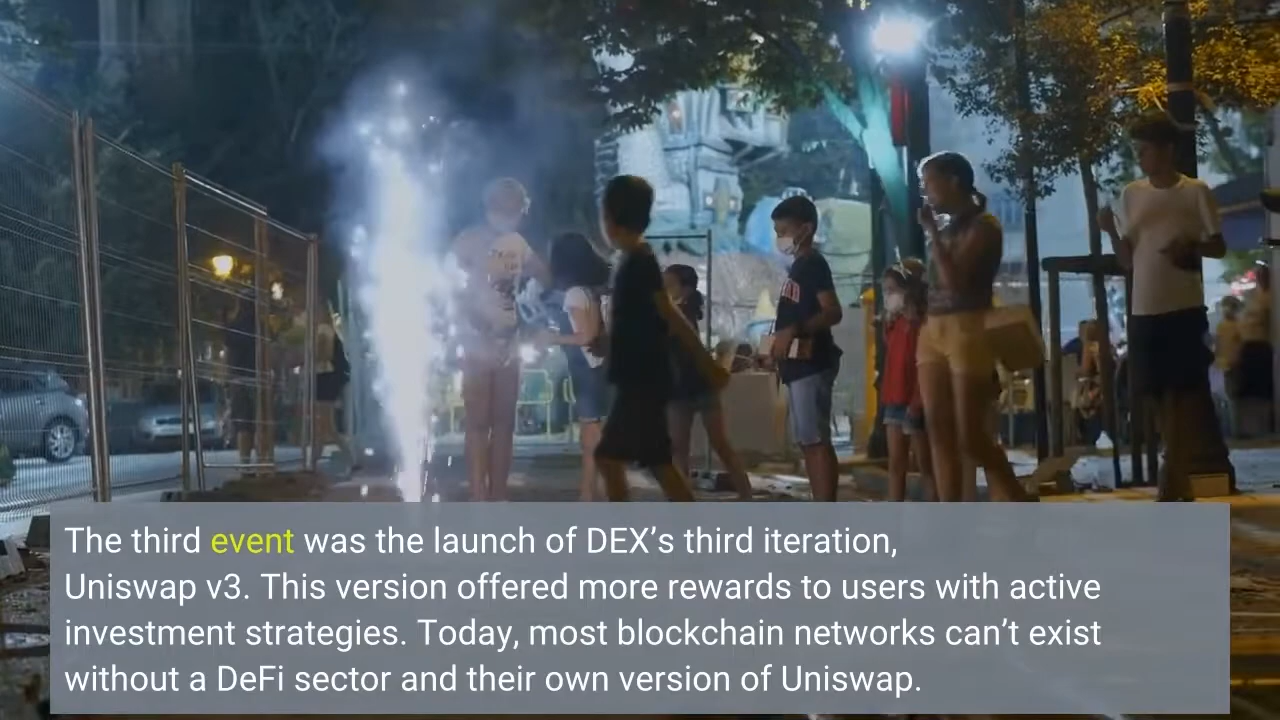 The third event was the launch of DEX’s third iteration,
Uniswap v3. This version offered more rewards to users with active
investment strategies. Today, most blockchain networks can’t exist
without a DeFi sector and their own version of Uniswap.